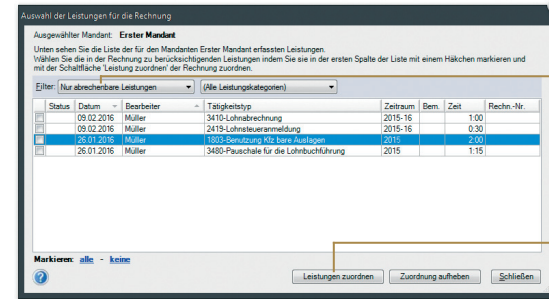 Auswahl der Leistungen für die Rechnung
Ausgewählter Mandant: Erster Mandant
Unten sehen Sie die Liste der für den Mandanten Erster Mandant erfassten Leistungen.
Wählen Sie die in der Rechnung zu berücksichtigenden Leistungen indem Sie sie in der ersten Spalte der Liste mit einem Häkchen markieren und
mit der Schaltfläche 'Leistung zuordnen' der Rechnung zuordnen.
Filter: Nur abrechenbare Leistungen (Alle Leistungskategorien)
Status Datum Bearbeiter Tätigkeitstyp Zeitraum Bem. Zeit Rechn.-Nr.
09.02.2016 Müller 3410-Lohnabrechnung 2015-16 1:00
09.02.2016 Müller 2419-Lohnsteueranmeldung 2015-16 0:30
26.01.2016 Müller 1803-Benutzung Kfz bare Auslagen 2015 2:00
26.01.2016 Müller 3480-Pauschale für die Lohnbuchführung 2015 1:15
Markieren: alle - keine
Leistungen zuordnen Zuordnung aufheben Schließen